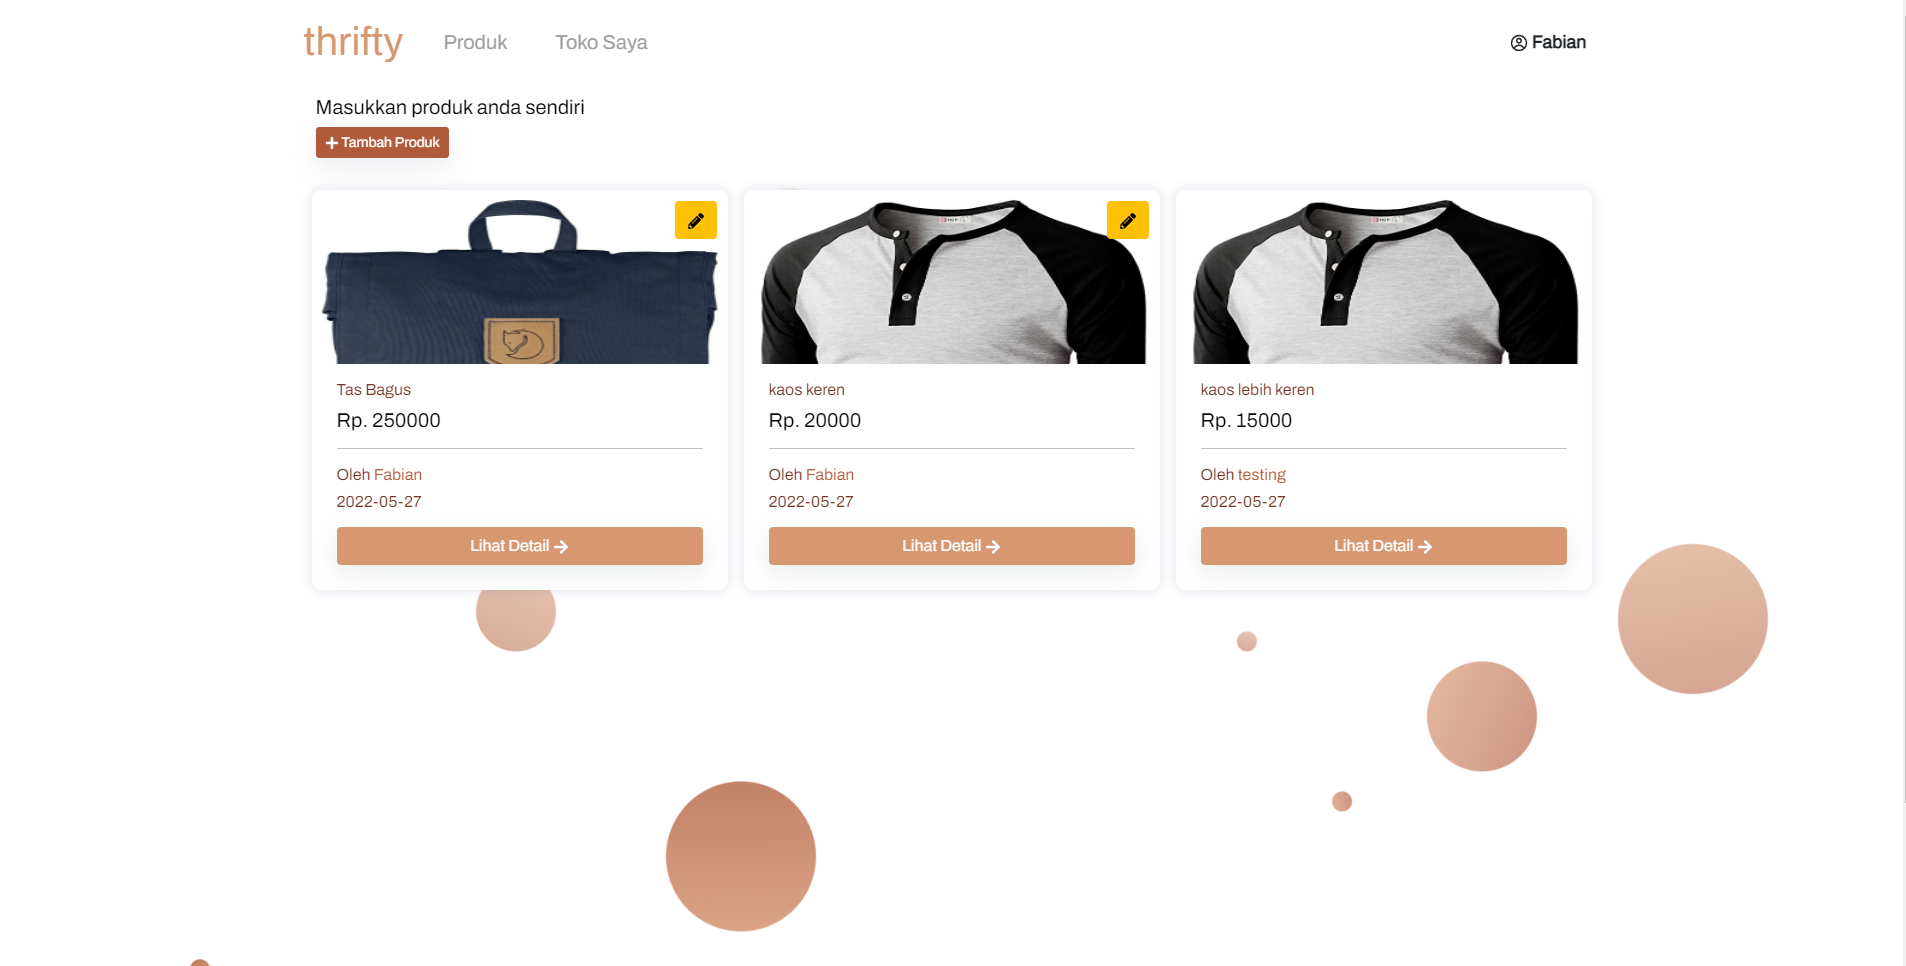 thrifty Produk Toko Saya Fabian
Masukkan produk anda sendiri
Tambah Produk
Tas Bagus
Rp. 250000
Oleh Fabian
2022-05-27
Lihat Detail
kaos keren
Rp. 20000
Oleh Fabian
2022-05-27
Lihat Detail
kaos lebih keren
Rp. 15000
Oleh testing
2022-05-27
Lihat Detail